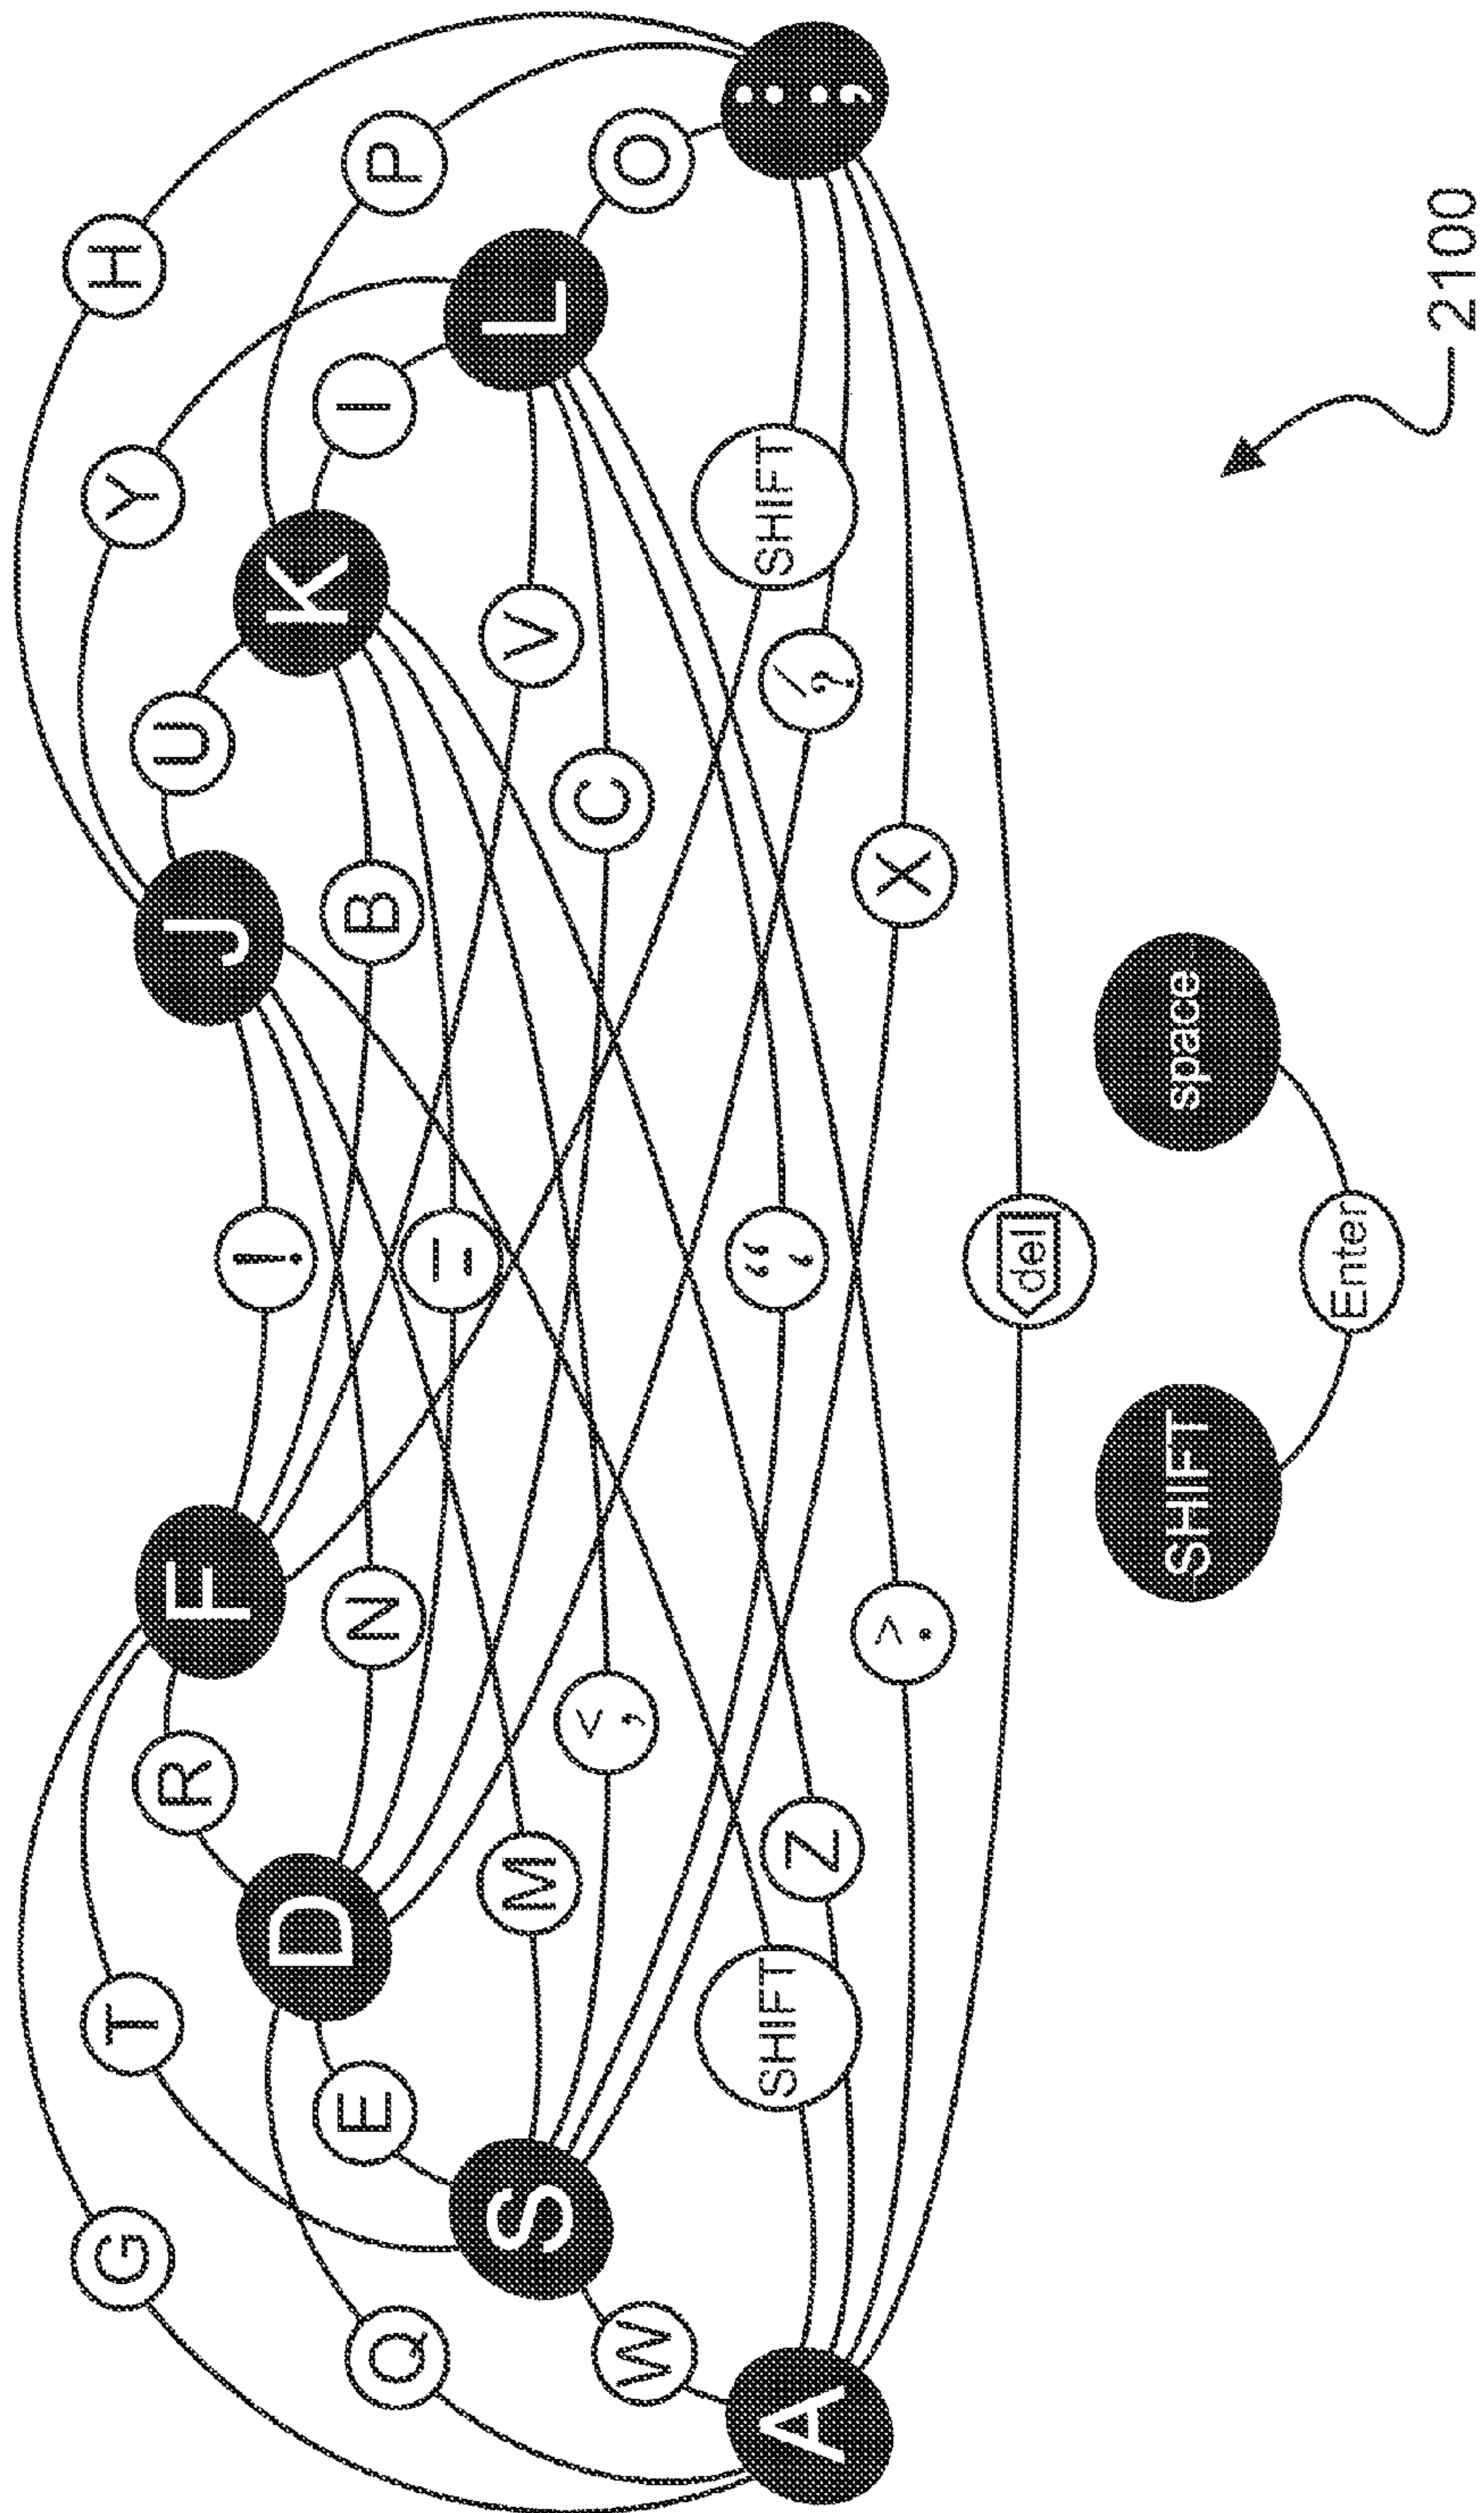 G T Y H
R U
F J
!
D K
Q E N B I P
_ -
S M V L
< , C
W O
SHIFT “ ‘ SHIFT
A Z / ? : ;
> . X
del
SHIFT space
Enter
2100